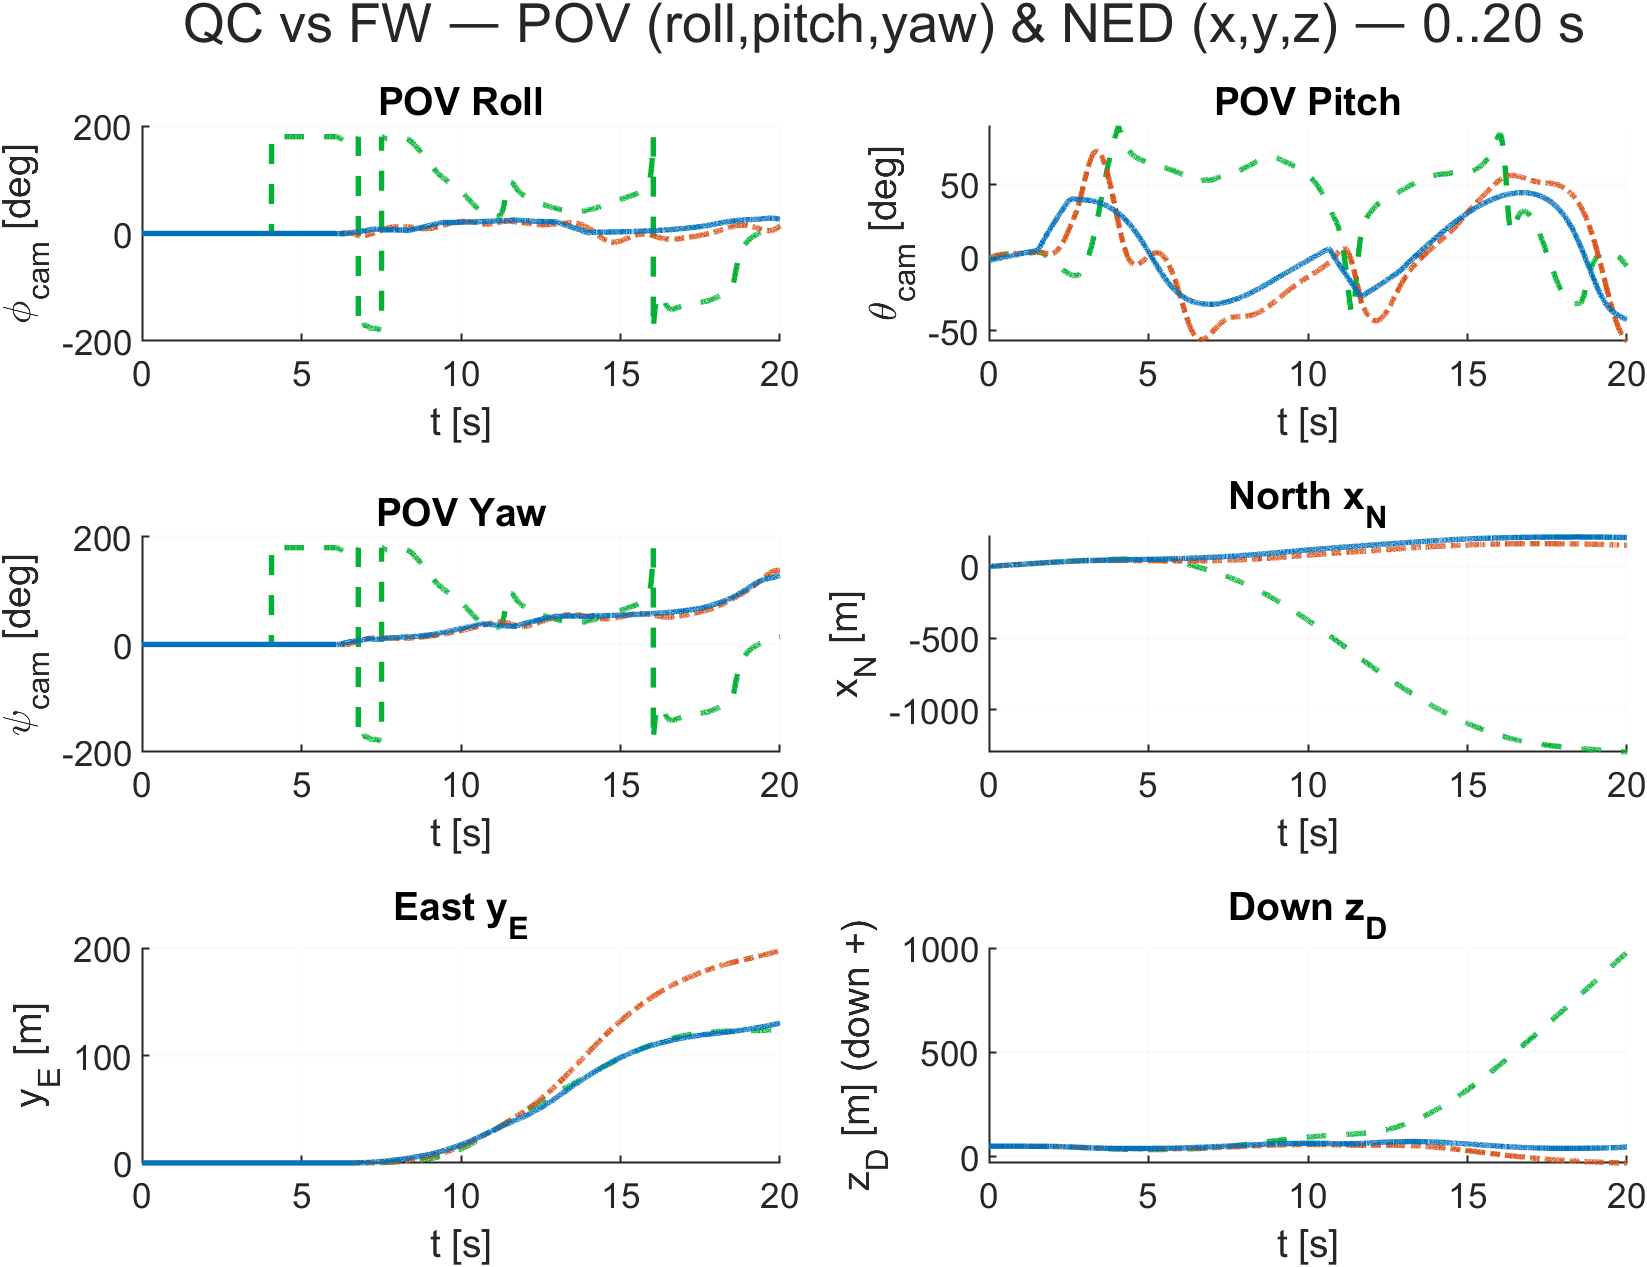 QC vs FW — POV (roll,pitch,yaw) & NED (x,y,z) — 0..20 s
POV Roll
ϕcam [deg]
200
0
-200
0 5 10 15 20
t [s]
POV Pitch
θcam [deg]
50
0
-50
0 5 10 15 20
t [s]
POV Yaw
ψcam [deg]
200
0
-200
0 5 10 15 20
t [s]
North xN
xN [m]
0
-500
-1000
0 5 10 15 20
t [s]
East yE
yE [m]
200
100
0
0 5 10 15 20
t [s]
Down zD
zD [m] (down +)
1000
500
0
0 5 10 15 20
t [s]